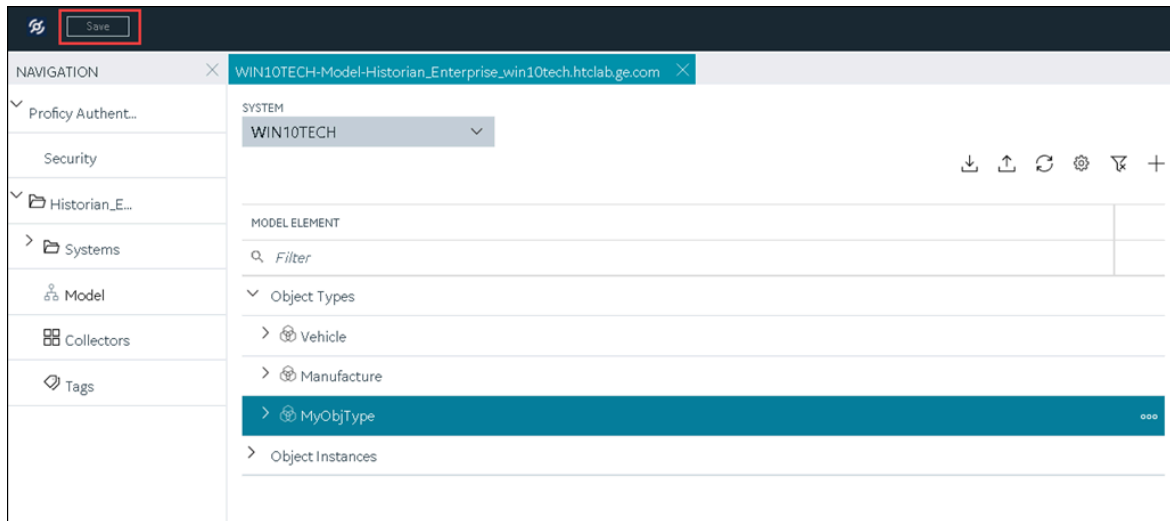 Save
NAVIGATION
WIN10TECH-Model-Historian_Enterprise_win10tech.htclab.ge.com
Proficy Authent...
Security
Historian_E...
Systems
Model
Collectors
Tags
SYSTEM
WIN10TECH
MODEL ELEMENT
Filter
Object Types
Vehicle
Manufacture
MyObjType
Object Instances